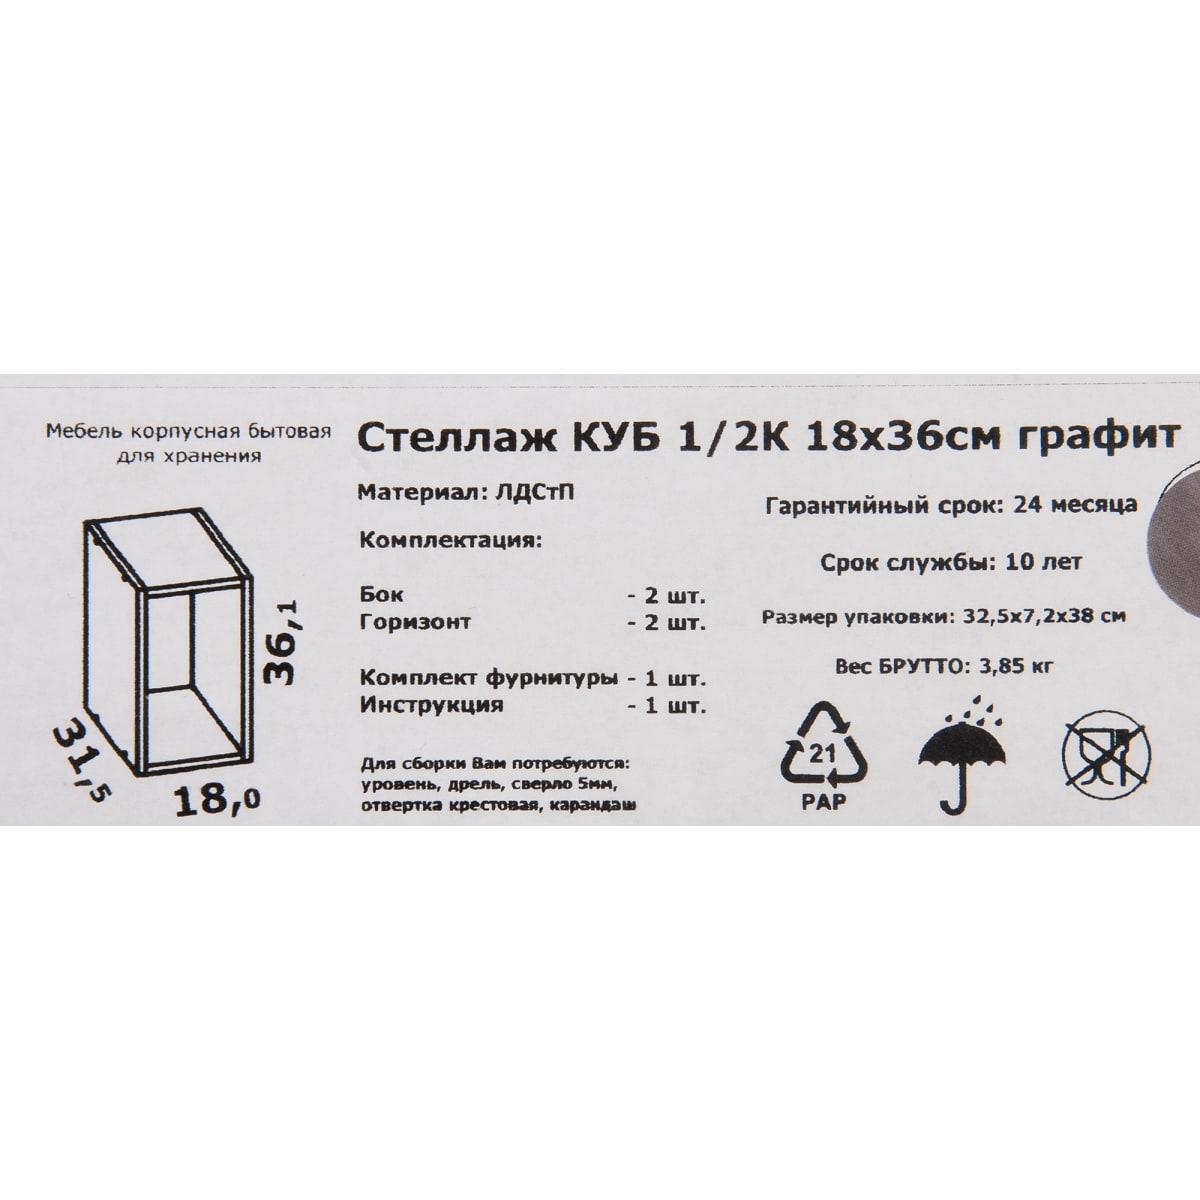 Мебель корпусная бытовая
для хранения
36,1
31,5
18,0
Стеллаж КУБ 1/2К 18х36см графит
Материал: ЛДСтП
Комплектация:
Бок - 2 шт.
Горизонт - 2 шт.
Комплект фурнитуры - 1 шт.
Инструкция - 1 шт.
Для сборки Вам потребуются:
уровень, дрель, сверло 5мм,
отвертка крестовая, карандаш
Гарантийный срок: 24 месяца
Срок службы: 10 лет
Размер упаковки: 32,5х7,2х38 см
Вес БРУТТО: 3,85 кг
21
PAP